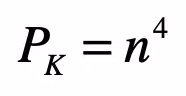 $P_K = n^4$